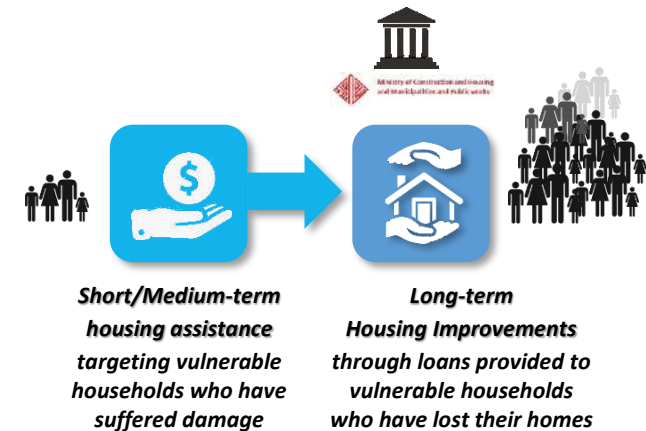 Ministry of Construction and Housing
and Municipalities and Public works
$
Short/Medium-term
housing assistance
targeting vulnerable
households who have
suffered damage
Long-term
Housing Improvements
through loans provided to
vulnerable households
who have lost their homes